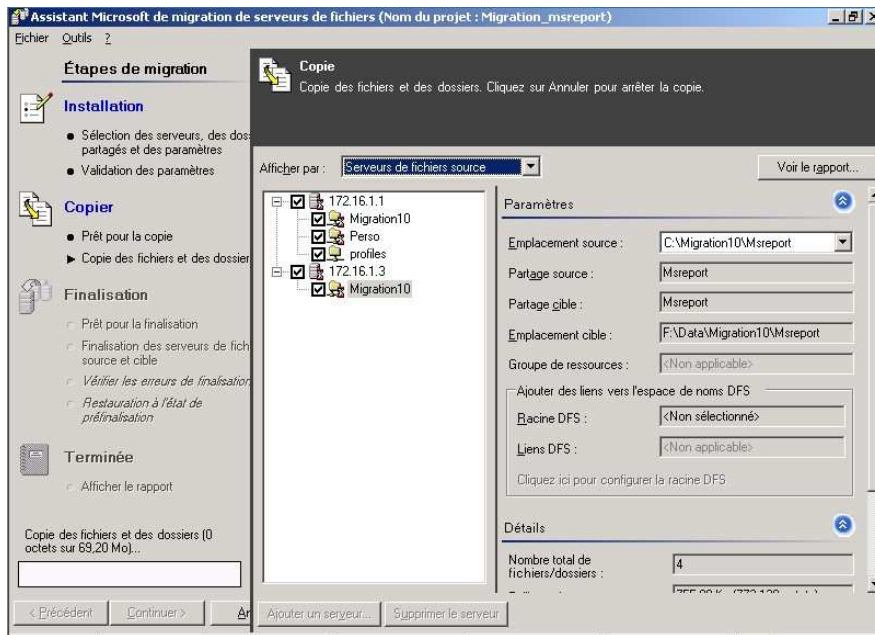 Assistant Microsoft de migration de serveurs de fichiers (Nom du projet : Migration_msreport)
Fichier Outils ?
Étapes de migration
Installation
Sélection des serveurs, des dos
partagés et des paramètres
Validation des paramètres
Copier
Prêt pour la copie
Copie des fichiers et des dossier
Finalisation
Prêt pour la finalisation
Finalisation des serveurs de fich
source et cible
Vérifier les erreurs de finalisation
Restauration à l'état de
préfinalisation
Terminée
Afficher le rapport
Copie des fichiers et des dossiers (0
octets sur 69,20 Mo)...
< Précédent Continuer > An
Copie
Copie des fichiers et des dossiers. Cliquez sur Annuler pour arrêter la copie.
Afficher par : Serveurs de fichiers source Voir le rapport...
172.16.1.1
Migration10
Perso
profiles
172.16.1.3
Migration10
Paramètres
Emplacement source : C:\Migration10\Msreport
Partage source : Msreport
Partage cible : Msreport
Emplacement cible : F:\Data\Migration10\Msreport
Groupe de ressources : <Non applicable>
Ajouter des liens vers l'espace de noms DFS
Racine DFS : <Non sélectionné>
Liens DFS : <Non applicable>
Cliquez ici pour configurer la racine DFS
Détails
Nombre total de
fichiers/dossiers : 4
Ajouter un serveur... Supprimer le serveur